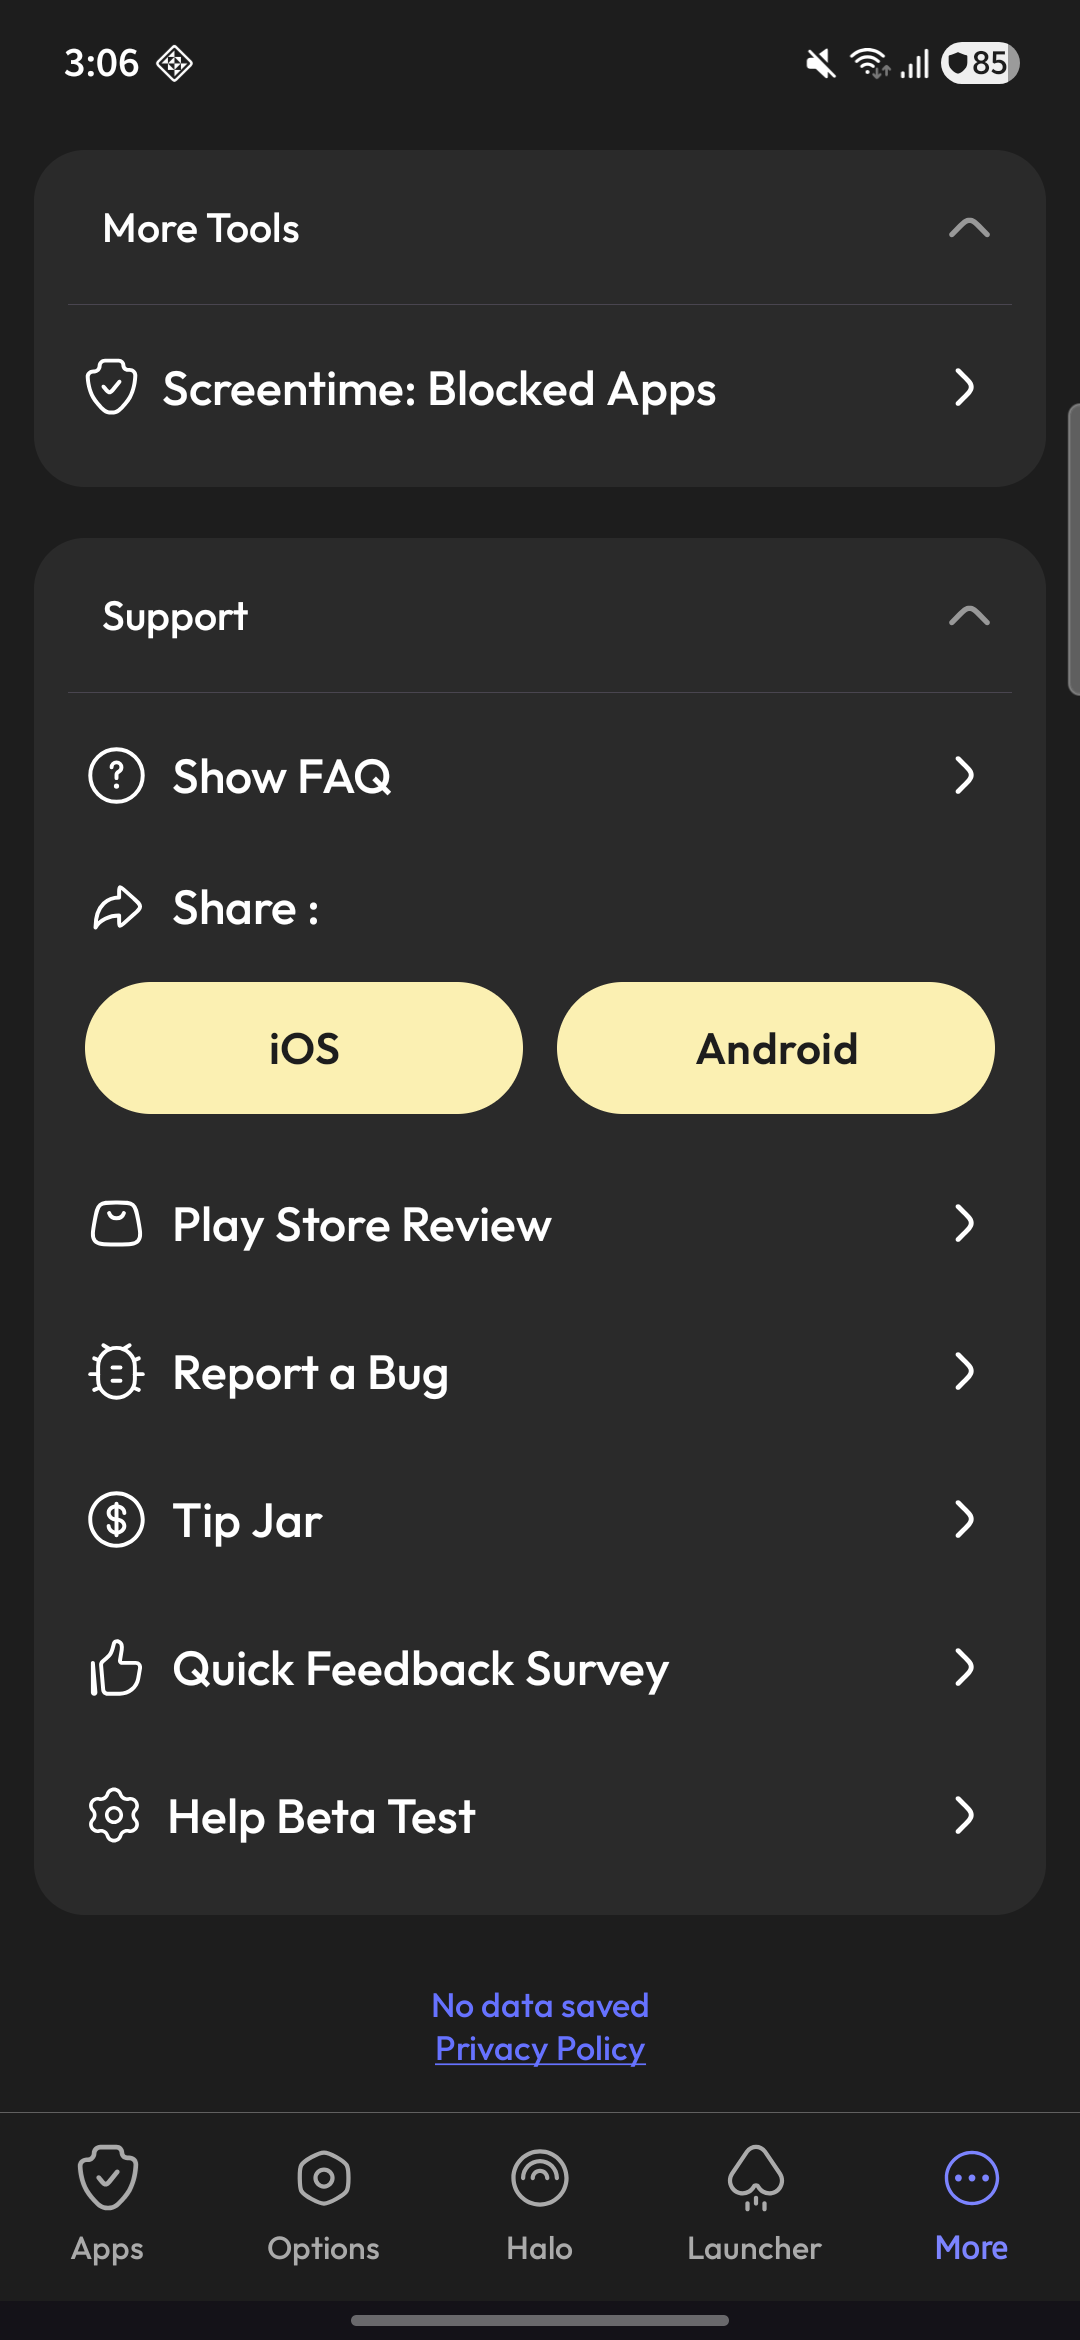 3:06
85
More Tools
Screentime: Blocked Apps
Support
Show FAQ
Share :
iOS
Android
Play Store Review
Report a Bug
Tip Jar
Quick Feedback Survey
Help Beta Test
No data saved
Privacy Policy
Apps
Options
Halo
Launcher
More